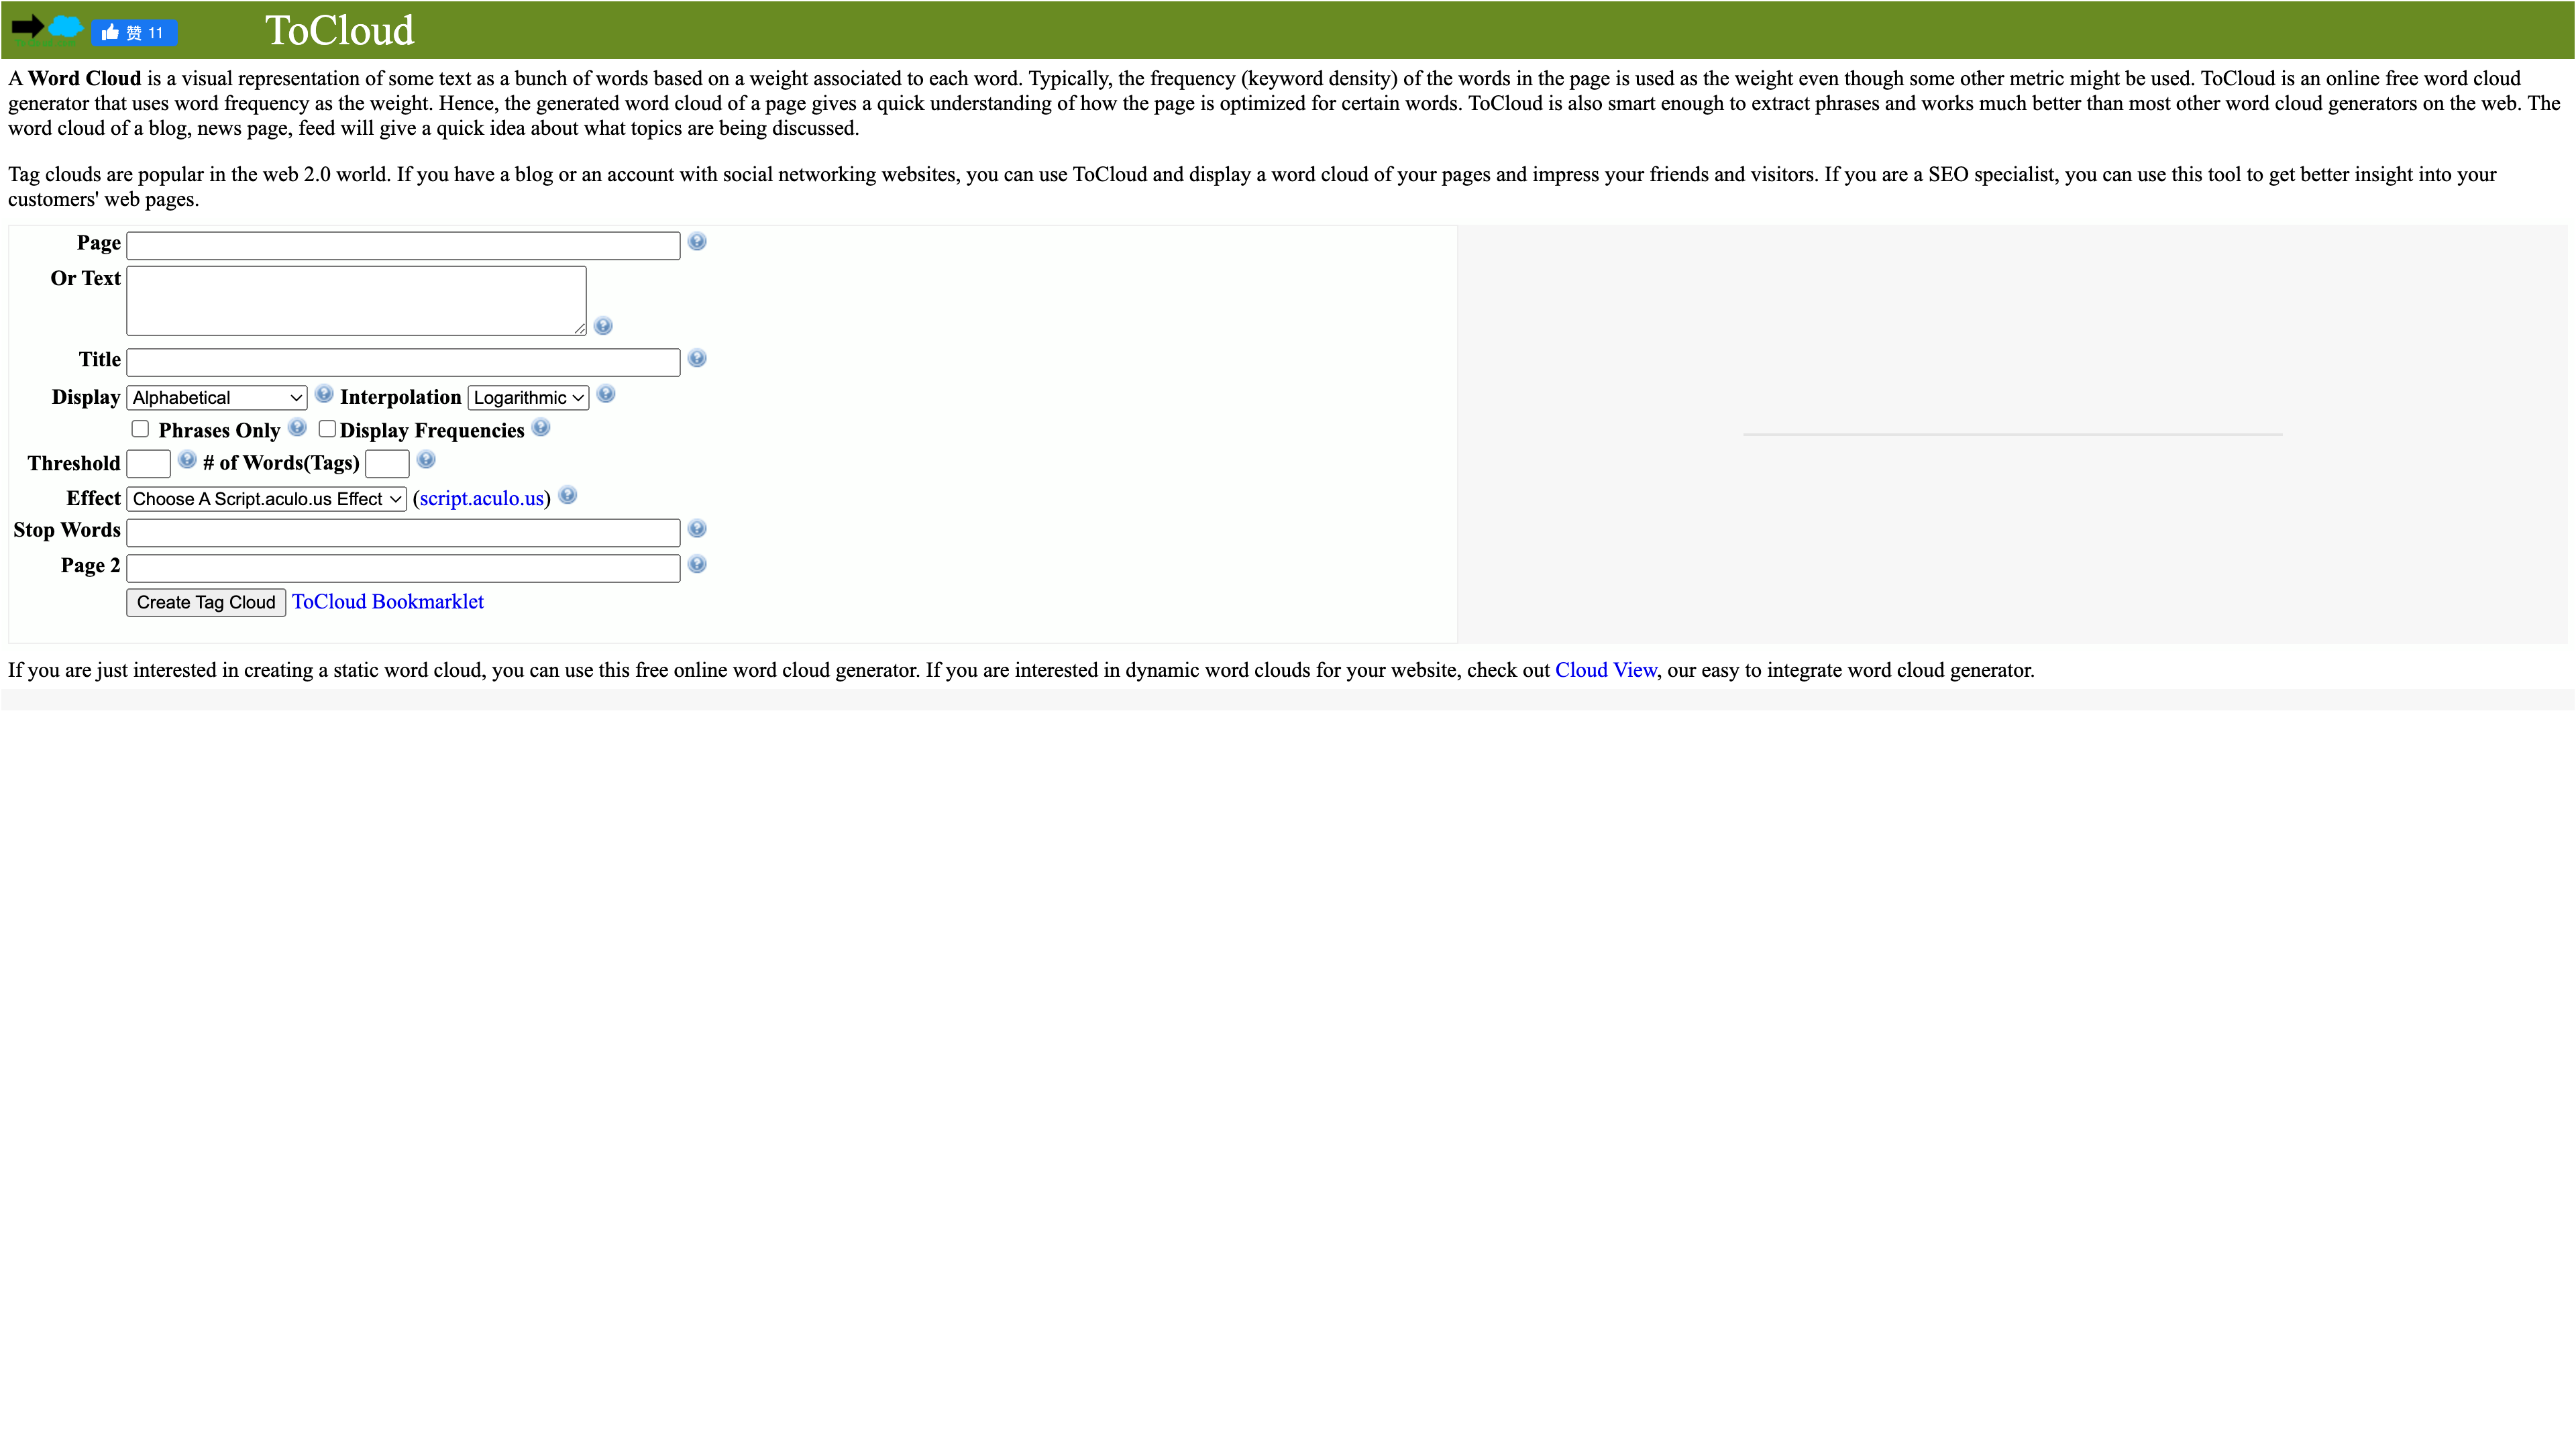 赞 11
ToCloud
A Word Cloud is a visual representation of some text as a bunch of words based on a weight associated to each word. Typically, the frequency (keyword density) of the words in the page is used as the weight even though some other metric might be used. ToCloud is an online free word cloud
generator that uses word frequency as the weight. Hence, the generated word cloud of a page gives a quick understanding of how the page is optimized for certain words. ToCloud is also smart enough to extract phrases and works much better than most other word cloud generators on the web. The
word cloud of a blog, news page, feed will give a quick idea about what topics are being discussed.
Tag clouds are popular in the web 2.0 world. If you have a blog or an account with social networking websites, you can use ToCloud and display a word cloud of your pages and impress your friends and visitors. If you are a SEO specialist, you can use this tool to get better insight into your
customers' web pages.
Page
Or Text
Title
Display Alphabetical Interpolation Logarithmic
Phrases Only Display Frequencies
Threshold # of Words(Tags)
Effect Choose A Script.aculo.us Effect (script.aculo.us)
Stop Words
Page 2
Create Tag Cloud ToCloud Bookmarklet
If you are just interested in creating a static word cloud, you can use this free online word cloud generator. If you are interested in dynamic word clouds for your website, check out Cloud View, our easy to integrate word cloud generator.